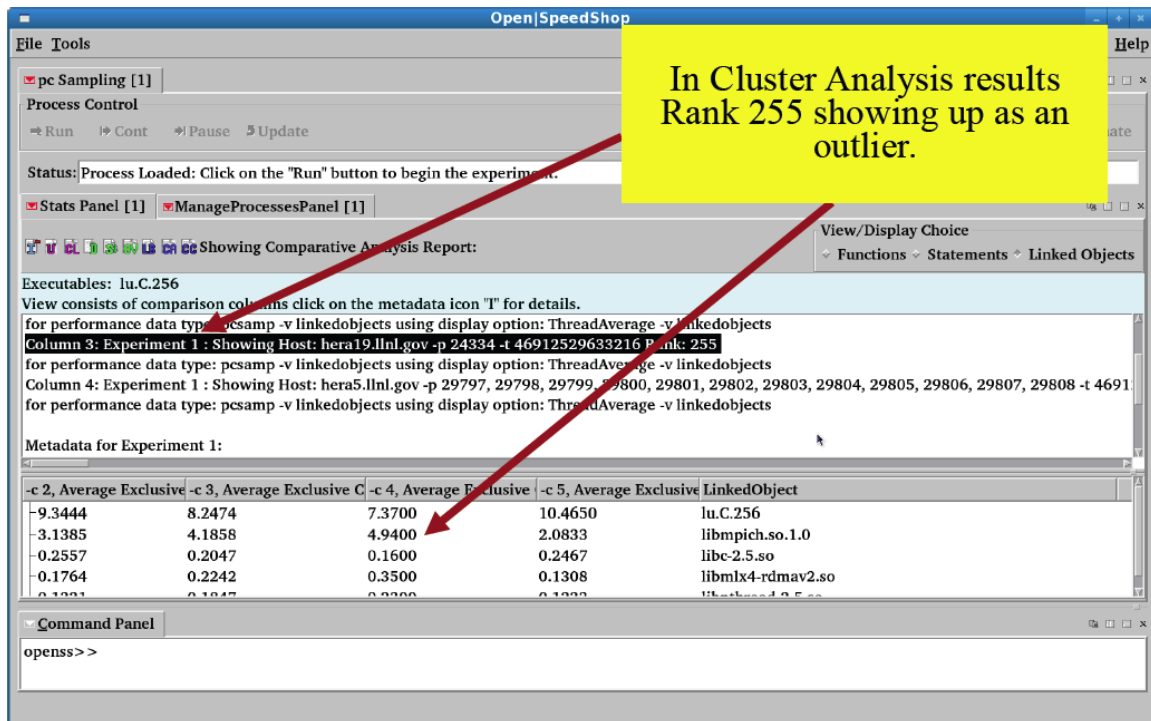 Open|SpeedShop
File Tools Help
pc Sampling [1]
Process Control
Run Cont Pause Update
Status: Process Loaded: Click on the "Run" button to begin the experiment.
In Cluster Analysis results
Rank 255 showing up as an
outlier.
Stats Panel [1] ManageProcessesPanel [1]
View/Display Choice
Showing Comparative Analysis Report:
Functions Statements Linked Objects
Executables: lu.C.256
View consists of comparison columns click on the metadata icon "I" for details.
for performance data type: pcsamp -v linkedobjects using display option: ThreadAverage -v linkedobjects
Column 3: Experiment 1 : Showing Host: hera19.llnl.gov -p 24334 -t 46912529633216 Rank: 255
for performance data type: pcsamp -v linkedobjects using display option: ThreadAverage -v linkedobjects
Column 4: Experiment 1 : Showing Host: hera5.llnl.gov -p 29797, 29798, 29799, 29800, 29801, 29802, 29803, 29804, 29805, 29806, 29807, 29808 -t 4691
for performance data type: pcsamp -v linkedobjects using display option: ThreadAverage -v linkedobjects
Metadata for Experiment 1:
-c 2, Average Exclusive -c 3, Average Exclusive C -c 4, Average Exclusive -c 5, Average Exclusive LinkedObject
9.3444 8.2474 7.3700 10.4650 lu.C.256
3.1385 4.1858 4.9400 2.0833 libmpich.so.1.0
0.2557 0.2047 0.1600 0.2467 libc-2.5.so
0.1764 0.2242 0.3500 0.1308 libmlx4-rdmav2.so
Command Panel
openss>>